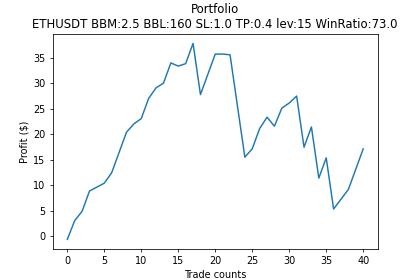 Portfolio
ETHUSDT BBM:2.5 BBL:160 SL:1.0 TP:0.4 lev:15 WinRatio:73.0
Profit ($)
35
30
25
20
15
10
5
0
0 5 10 15 20 25 30 35 40
Trade counts